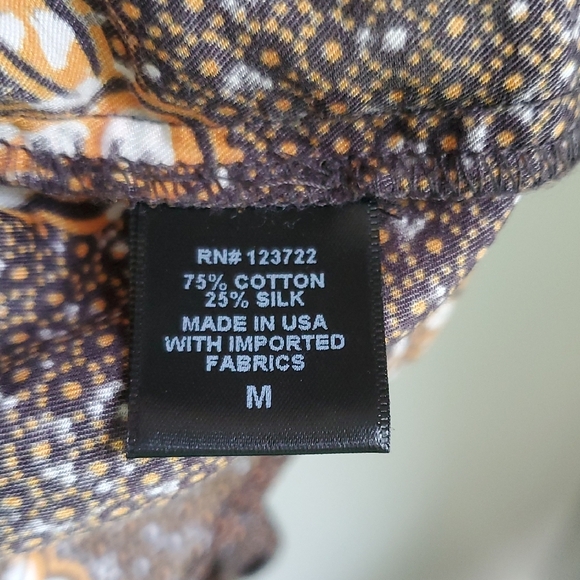 RN# 123722
75% COTTON
25% SILK
MADE IN USA
WITH IMPORTED
FABRICS
M